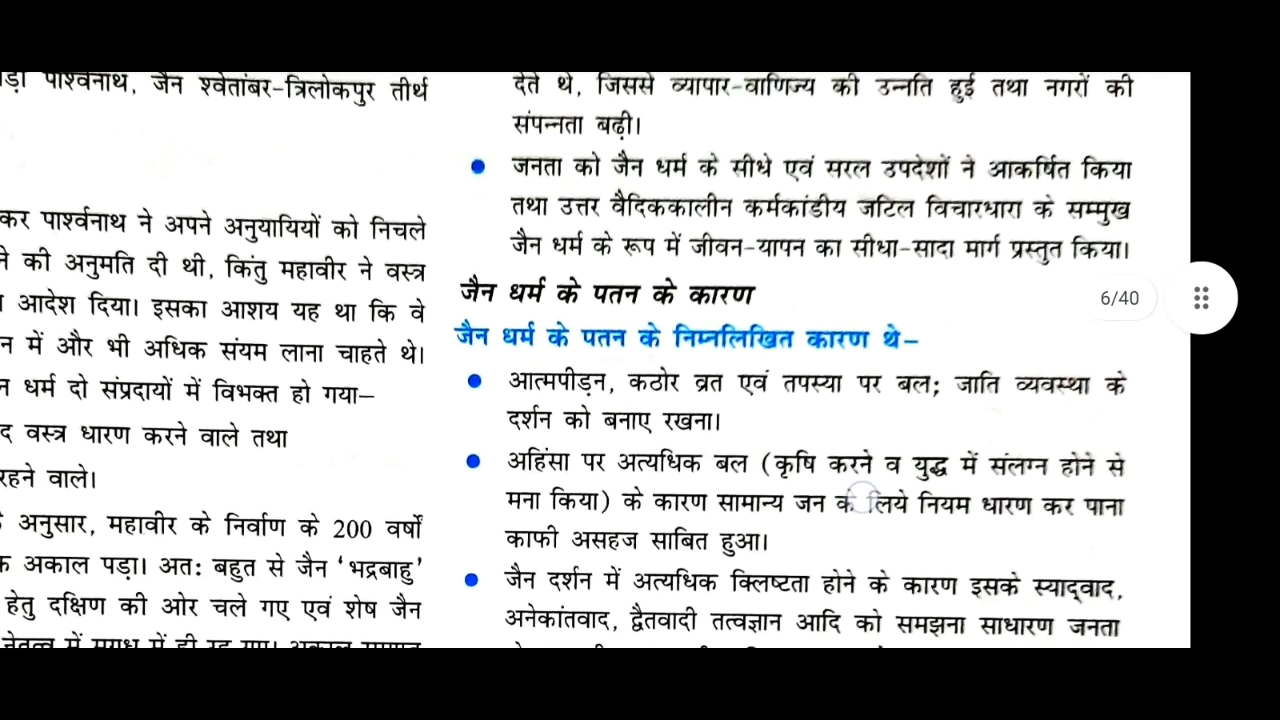 पार्श्वनाथ, जैन श्वेतांबर-त्रिलोकपुर तीर्थ
कर पार्श्वनाथ ने अपने अनुयायियों को निचले
ने की अनुमति दी थी, किंतु महावीर ने वस्त्र
आदेश दिया। इसका आशय यह था कि वे
न में और भी अधिक संयम लाना चाहते थे।
न धर्म दो संप्रदायों में विभक्त हो गया–
द वस्त्र धारण करने वाले तथा
रहने वाले।
अनुसार, महावीर के निर्वाण के 200 वर्षों
क अकाल पड़ा। अत: बहुत से जैन ‘भद्रबाहु’
हेतु दक्षिण की ओर चले गए एवं शेष जैन
देते थे, जिससे व्यापार-वाणिज्य की उन्नति हुई तथा नगरों की
संपन्नता बढ़ी।
• जनता को जैन धर्म के सीधे एवं सरल उपदेशों ने आकर्षित किया
तथा उत्तर वैदिककालीन कर्मकांडीय जटिल विचारधारा के सम्मुख
जैन धर्म के रूप में जीवन-यापन का सीधा-सादा मार्ग प्रस्तुत किया।
जैन धर्म के पतन के कारण
जैन धर्म के पतन के निम्नलिखित कारण थे–
• आत्मपीड़न, कठोर व्रत एवं तपस्या पर बल; जाति व्यवस्था के
दर्शन को बनाए रखना।
• अहिंसा पर अत्यधिक बल (कृषि करने व युद्ध में संलग्न होने से
मना किया) के कारण सामान्य जन के लिये नियम धारण कर पाना
काफी असहज साबित हुआ।
• जैन दर्शन में अत्यधिक क्लिष्टता होने के कारण इसके स्याद्वाद,
अनेकांतवाद, द्वैतवादी तत्वज्ञान आदि को समझना साधारण जनता
6/40